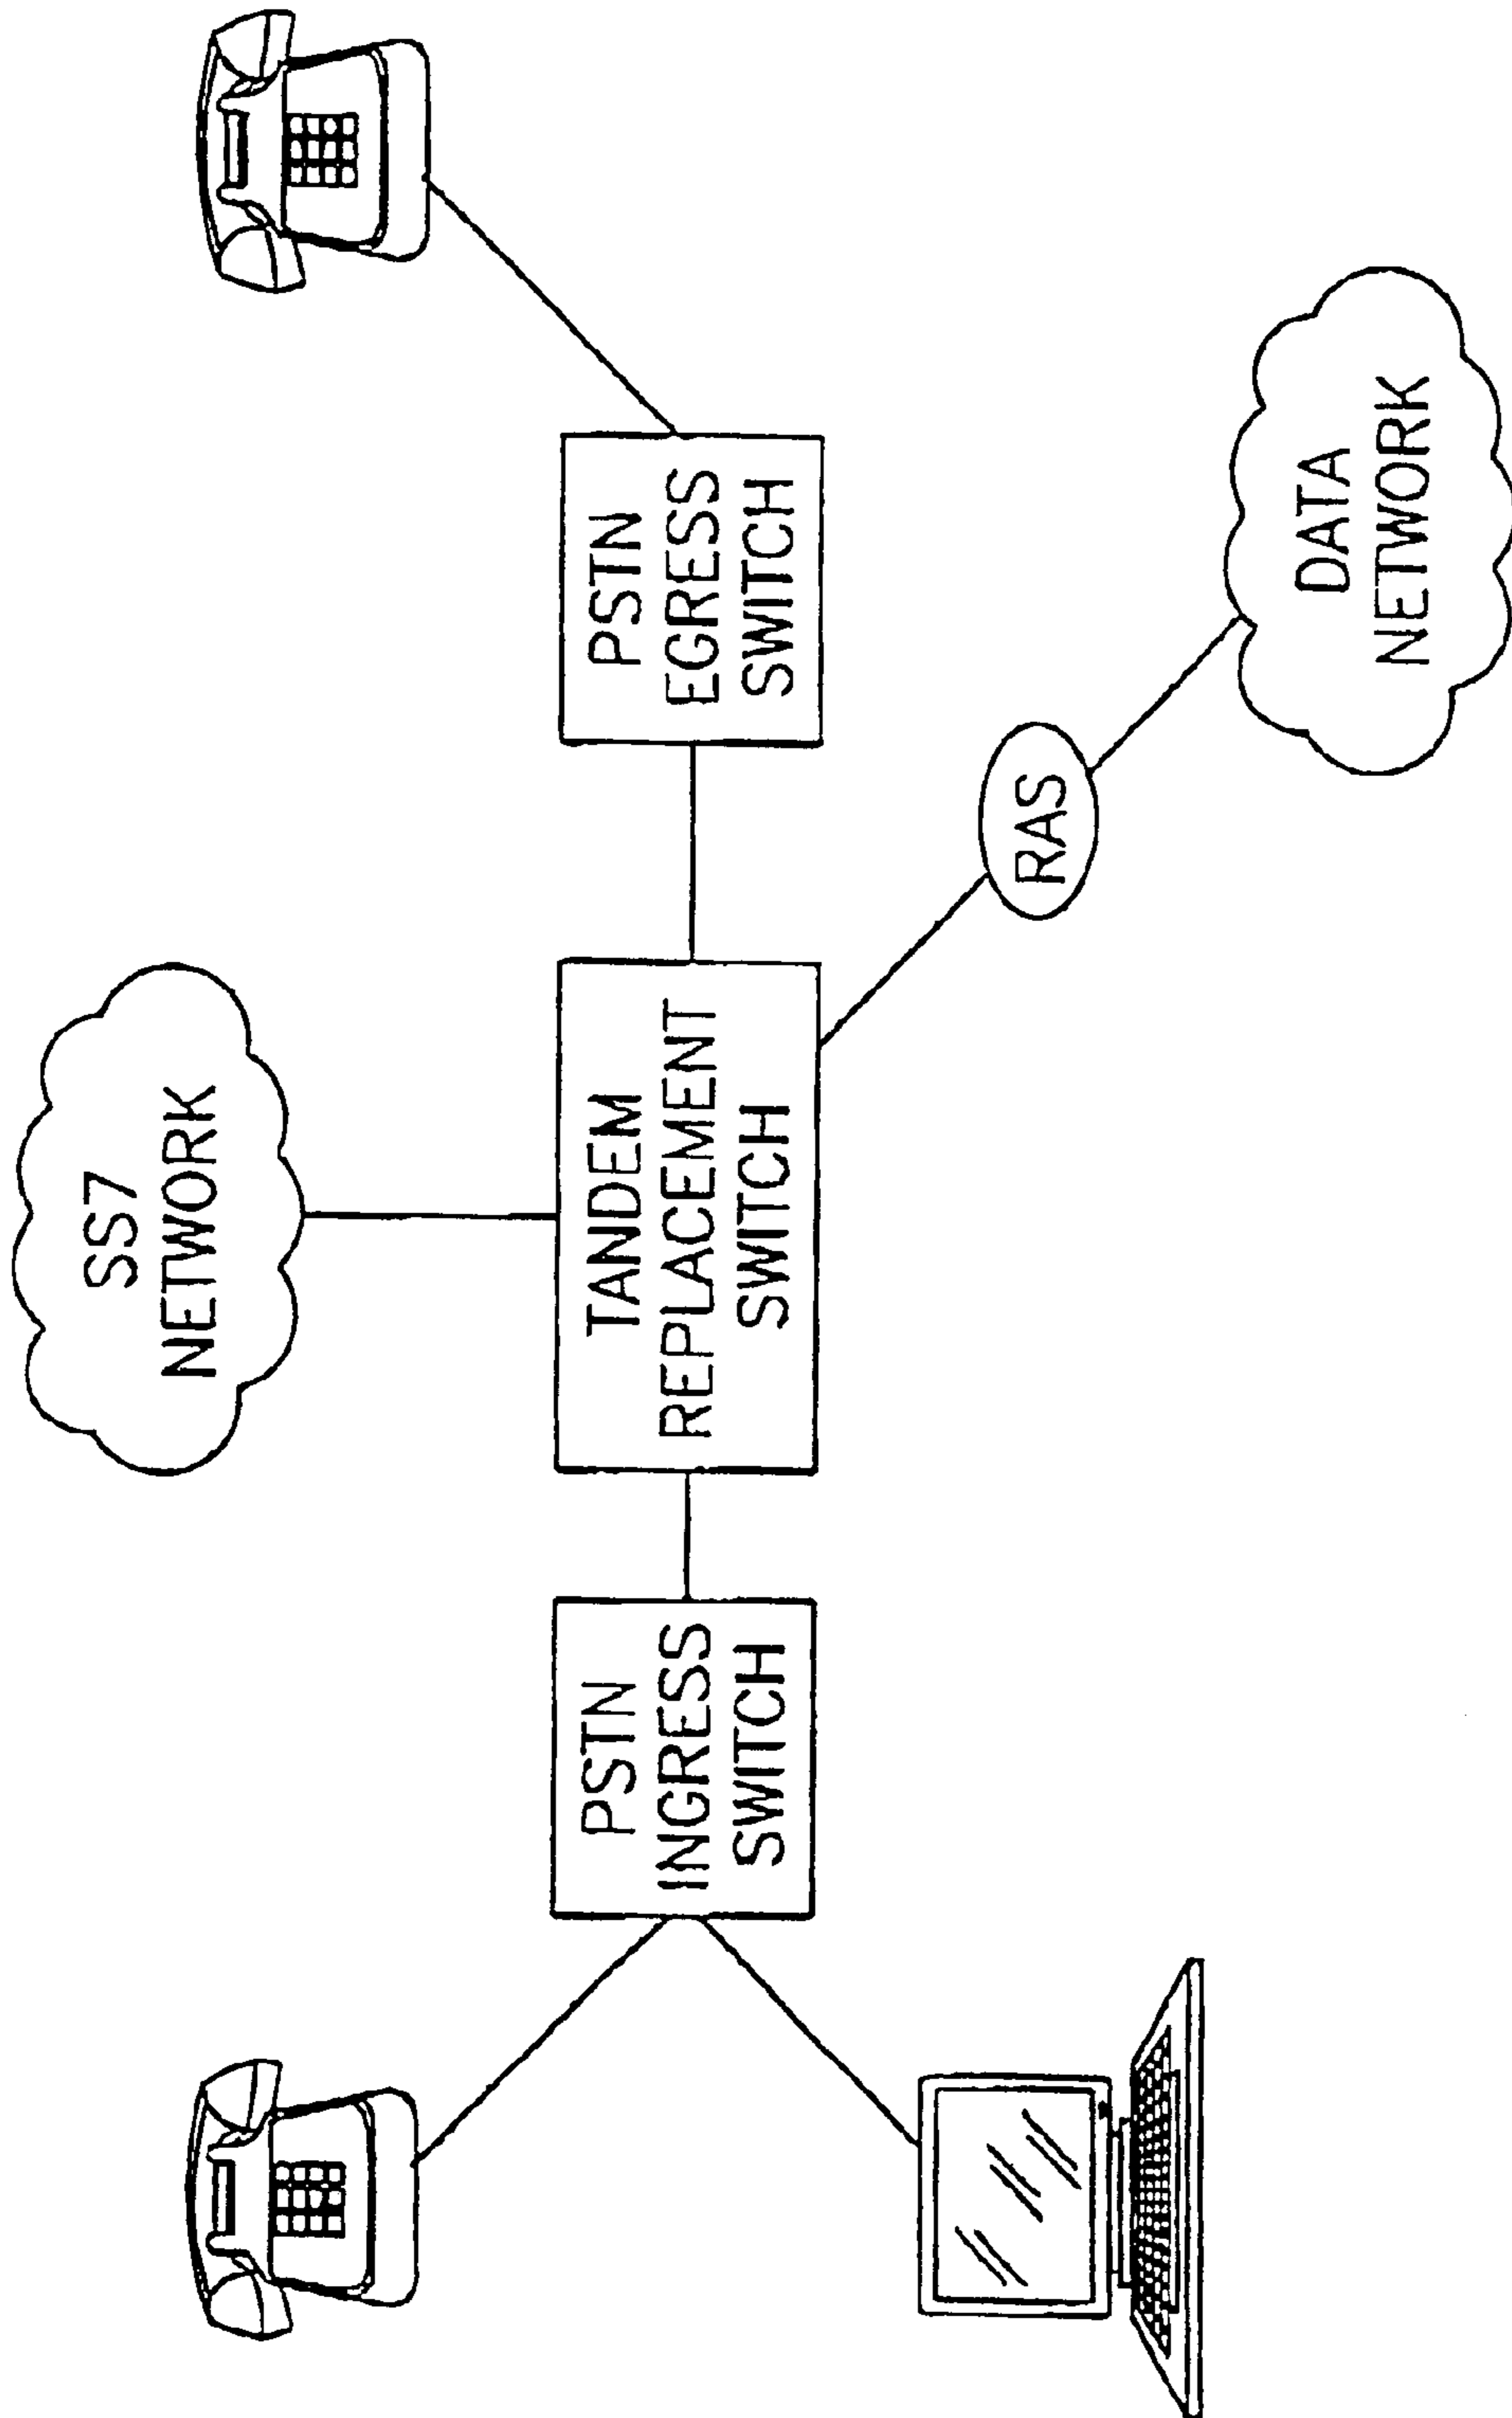 SS7
NETWORK
PSTN
INGRESS
SWITCH
TANDEM
REPLACEMENT
SWITCH
PSTN
EGRESS
SWITCH
RAS
DATA
NETWORK